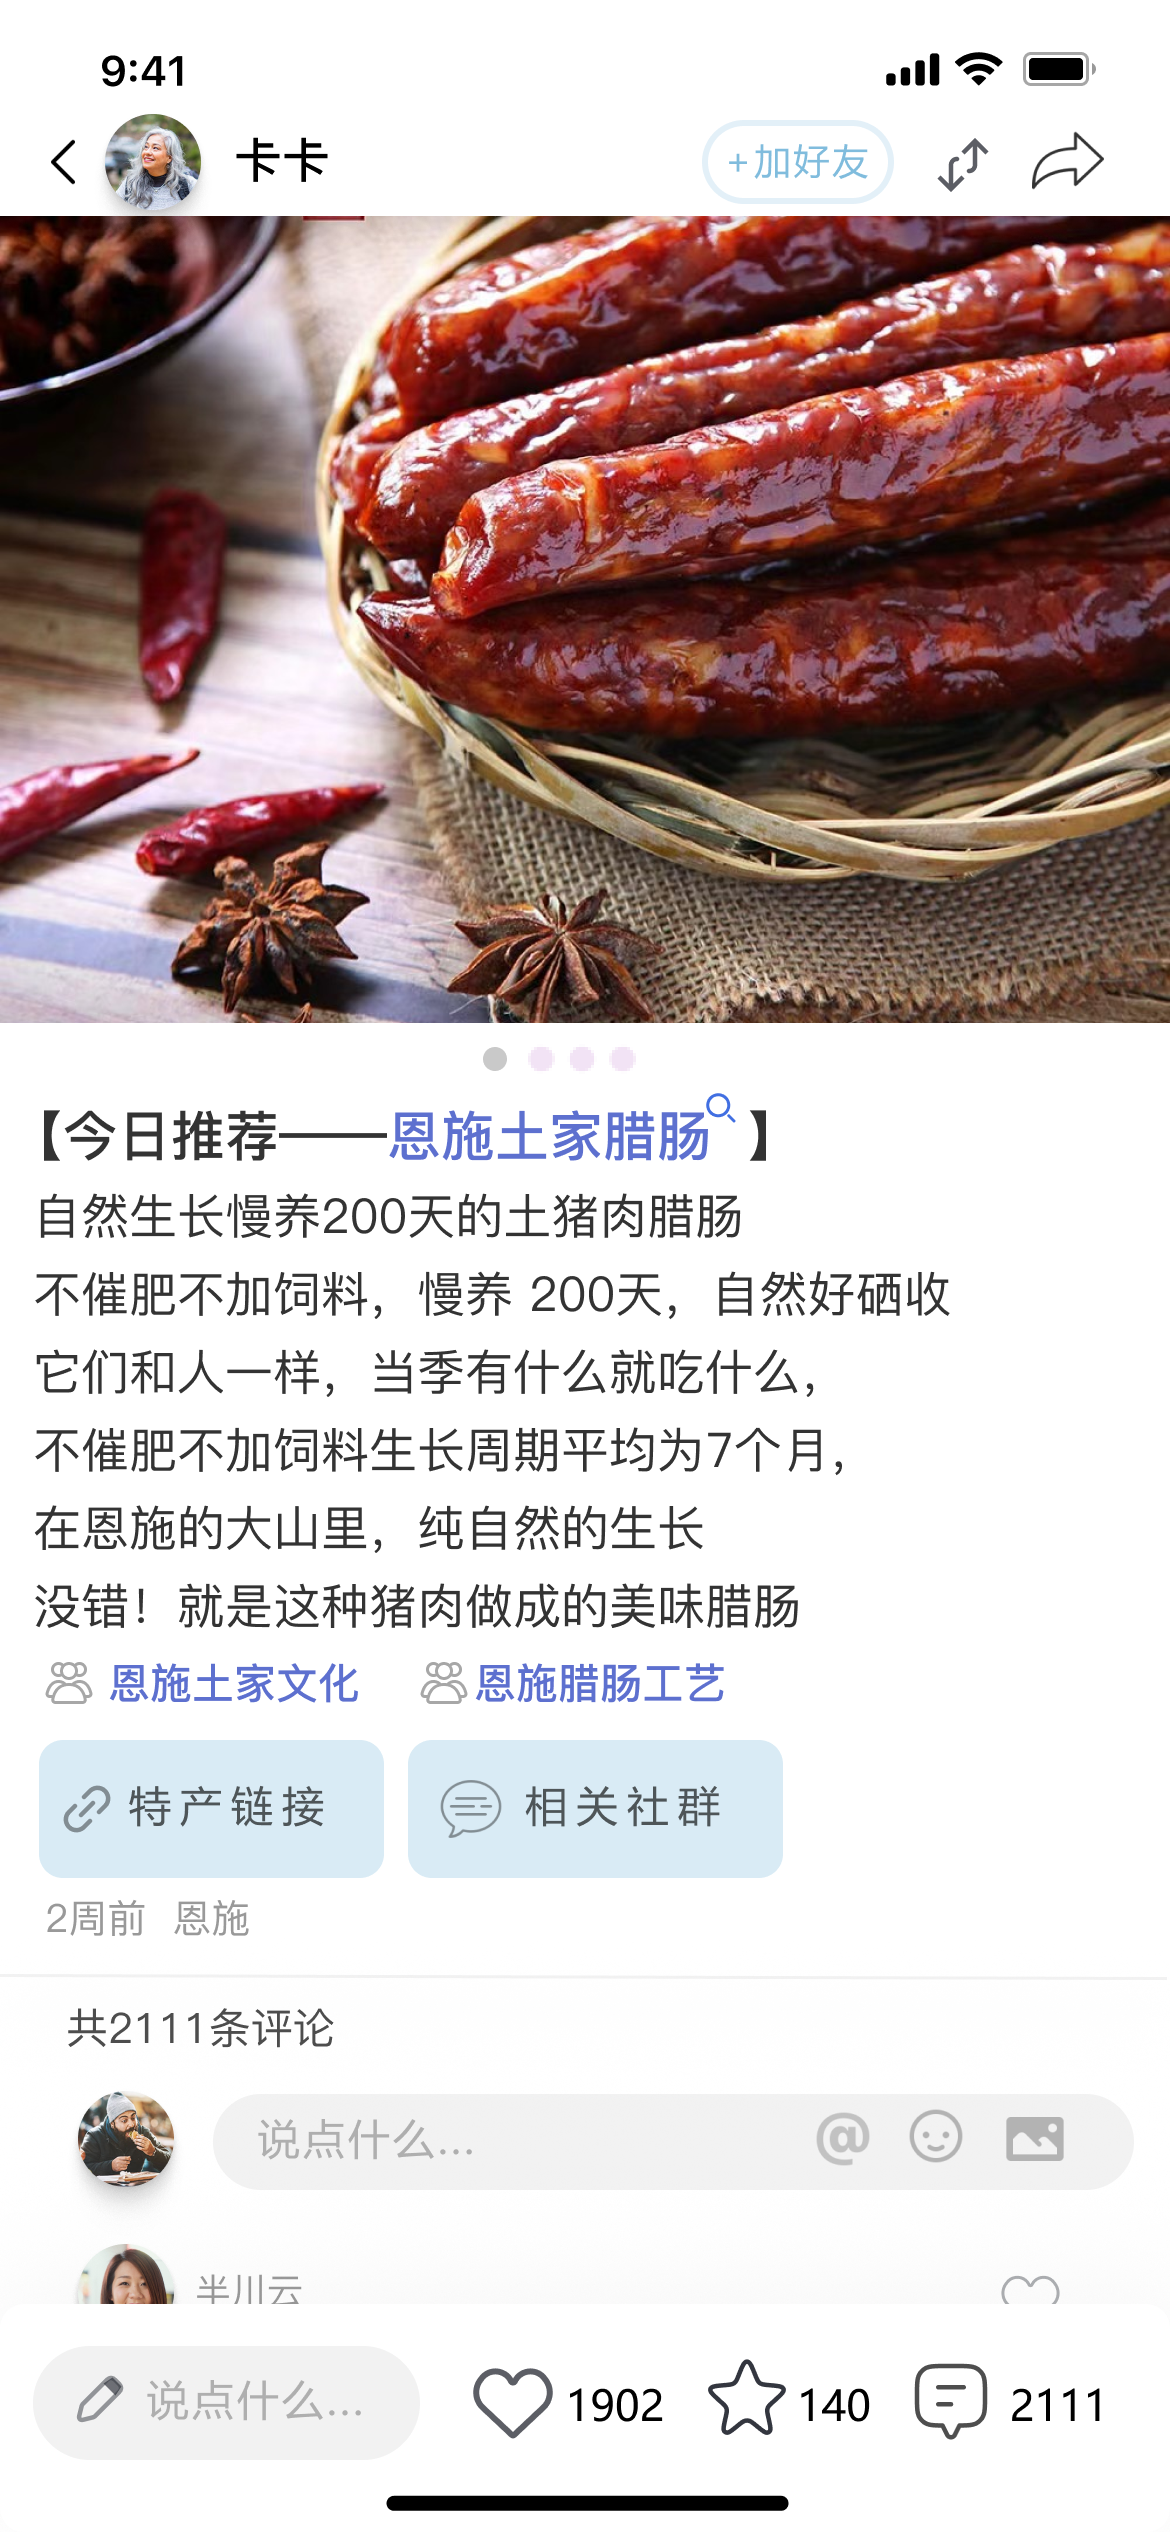 9:41
卡卡
+加好友
【今日推荐——恩施土家腊肠】
自然生长慢养200天的土猪肉腊肠
不催肥不加饲料，慢养 200天，自然好硒收
它们和人一样，当季有什么就吃什么，
不催肥不加饲料生长周期平均为7个月，
在恩施的大山里，纯自然的生长
没错！就是这种猪肉做成的美味腊肠
恩施土家文化 恩施腊肠工艺
特产链接 相关社群
2周前 恩施
共2111条评论
说点什么... @
半川云
说点什么... 1902 140 2111